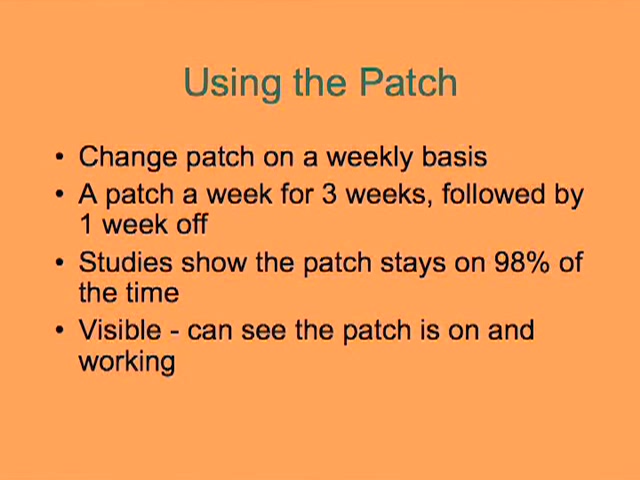 Using the Patch
• Change patch on a weekly basis
• A patch a week for 3 weeks, followed by
1 week off
• Studies show the patch stays on 98% of
the time
• Visible - can see the patch is on and
working